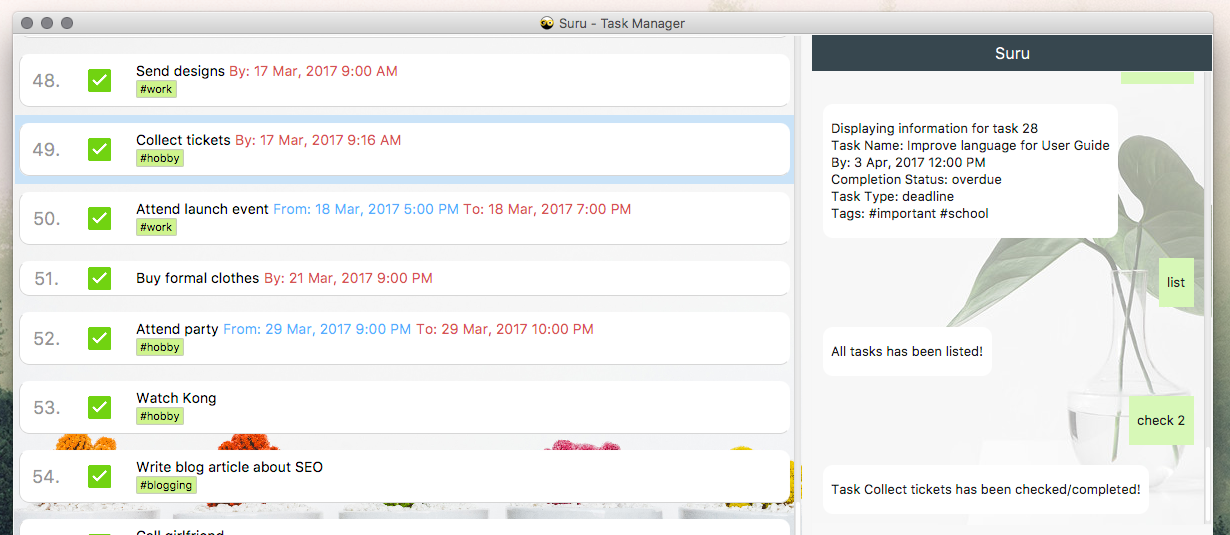 Suru - Task Manager
48.
Send designs By: 17 Mar, 2017 9:00 AM
#work
49.
Collect tickets By: 17 Mar, 2017 9:16 AM
#hobby
50.
Attend launch event From: 18 Mar, 2017 5:00 PM To: 18 Mar, 2017 7:00 PM
#work
51.
Buy formal clothes By: 21 Mar, 2017 9:00 PM
52.
Attend party From: 29 Mar, 2017 9:00 PM To: 29 Mar, 2017 10:00 PM
#hobby
53.
Watch Kong
#hobby
54.
Write blog article about SEO
#blogging
Call girlfriend
Suru
Displaying information for task 28
Task Name: Improve language for User Guide
By: 3 Apr, 2017 12:00 PM
Completion Status: overdue
Task Type: deadline
Tags: #important #school
list
All tasks has been listed!
check 2
Task Collect tickets has been checked/completed!